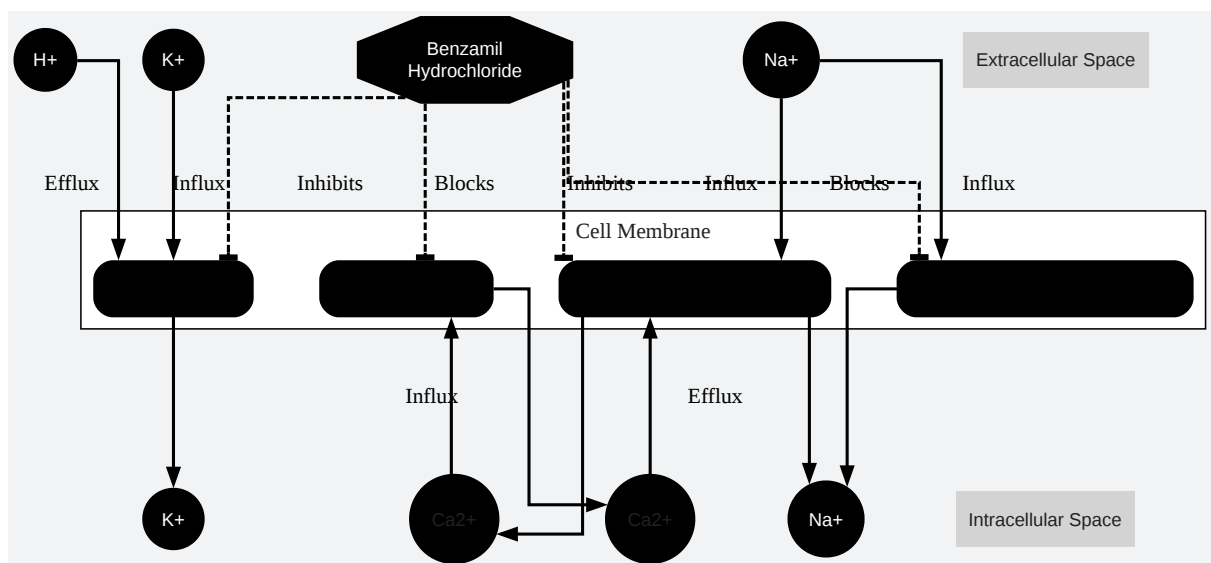 H+
K+
Benzamil
Hydrochloride
Na+
Extracellular Space
Efflux
Influx
Inhibits
Blocks
Inhibits
Influx
Blocks
Influx
Cell Membrane
Influx
Efflux
K+
Ca2+
Ca2+
Na+
Intracellular Space